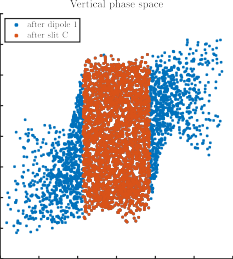 Vertical phase space
after dipole 1
after slit C